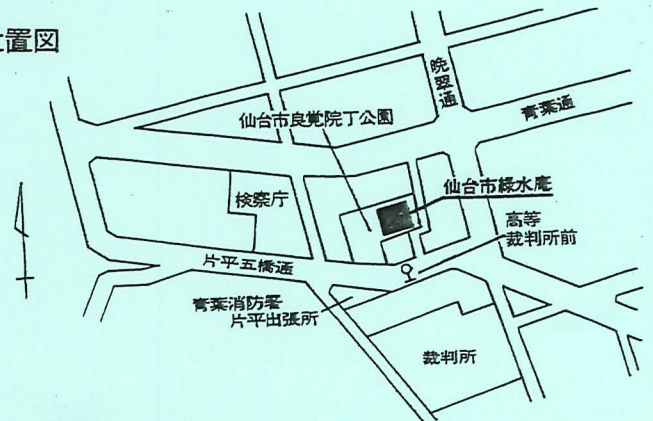 置図
晩翠通
青葉通
仙台市良覚院丁公園
仙台市緑水庵
検察庁
高等
裁判所前
片平五橋通
青葉消防署
片平出張所
裁判所